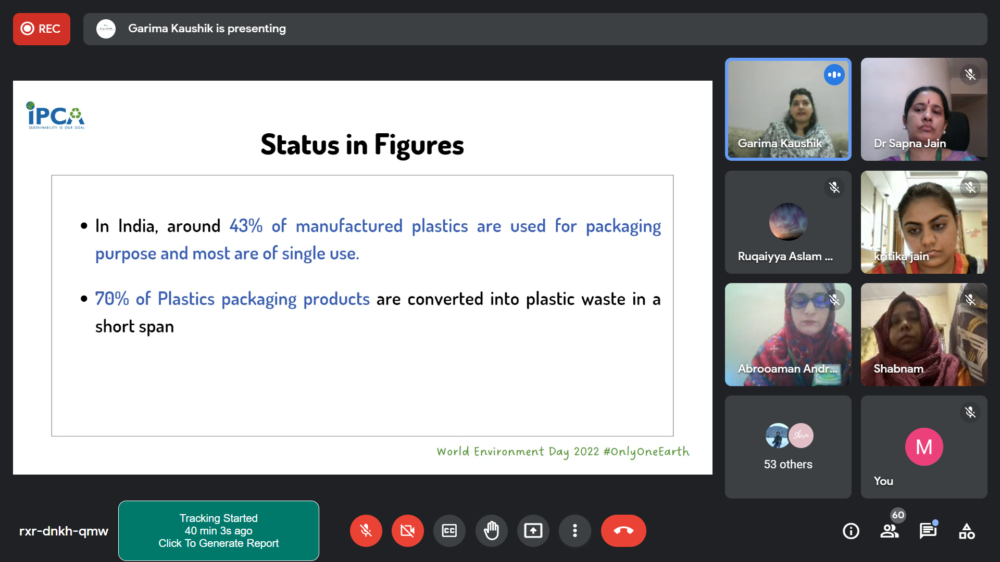 REC
Garima Kaushik is presenting
iPCA
SUSTAINABILITY IS OUR GOAL
Status in Figures
• In India, around 43% of manufactured plastics are used for packaging
purpose and most are of single use.
• 70% of Plastics packaging products are converted into plastic waste in a
short span
World Environment Day 2022 #OnlyOneEarth
Garima Kaushik
Dr Sapna Jain
Ruqaiyya Aslam ...
kritika jain
Abrooaman Andr...
Shabnam
Shirin
53 others
M
You
rxr-dnkh-qmw
Tracking Started
40 min 3s ago
Click To Generate Report
CC
60